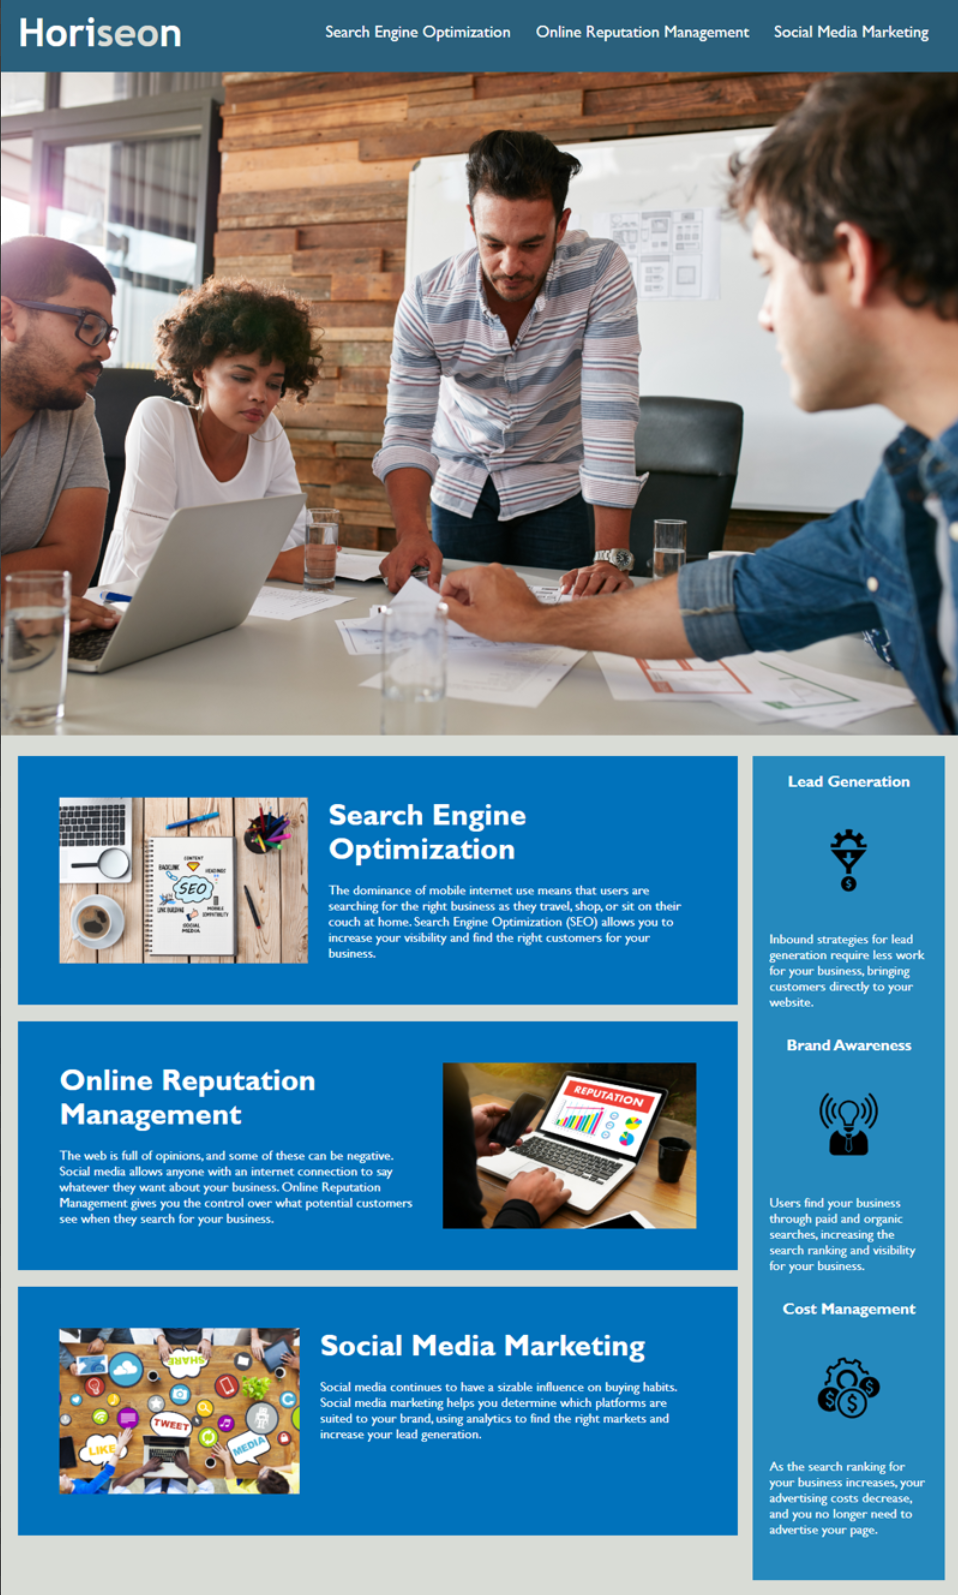 Horiseon
Search Engine Optimization Online Reputation Management Social Media Marketing
Search Engine
Optimization
The dominance of mobile internet use means that users are
searching for the right business as they travel, shop, or sit on their
couch at home. Search Engine Optimization (SEO) allows you to
increase your visibility and find the right customers for your
business.
CONTENT
BACKLINK
SEO
LINK BUILDING
MOBILE
COMPATIBILITY
SOCIAL
MEDIA
Online Reputation
Management
The web is full of opinions, and some of these can be negative.
Social media allows anyone with an internet connection to say
whatever they want about your business. Online Reputation
Management gives you the control over what potential customers
see when they search for your business.
REPUTATION
Social Media Marketing
Social media continues to have a sizable influence on buying habits.
Social media marketing helps you determine which platforms are
suited to your brand, using analytics to find the right markets and
increase your lead generation.
SHARE
TWEET
LIKE
MEDIA
Lead Generation
$
Inbound strategies for lead
generation require less work
for your business, bringing
customers directly to your
website.
Brand Awareness
Users find your business
through paid and organic
searches, increasing the
search ranking and visibility
for your business.
Cost Management
$ $ $
As the search ranking for
your business increases, your
advertising costs decrease,
and you no longer need to
advertise your page.